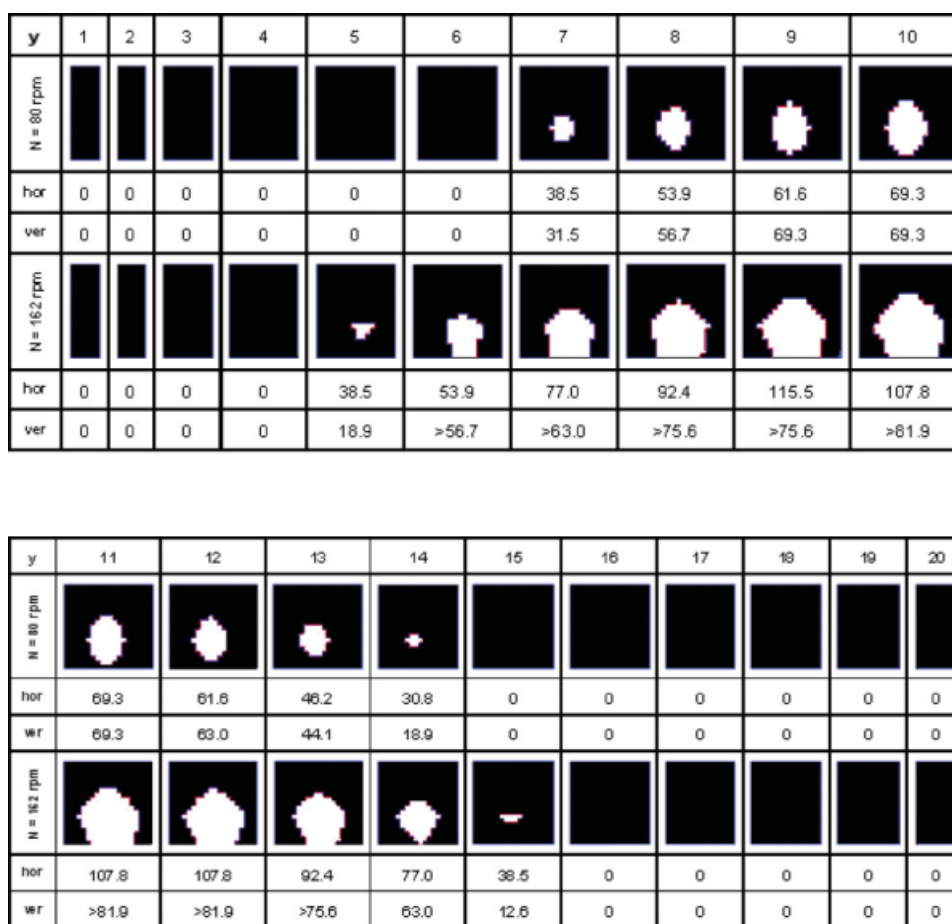 y 1 2 3 4 5 6 7 8 9 10
N = 80 rpm
hor 0 0 0 0 0 0 38.5 53.9 61.6 69.3
ver 0 0 0 0 0 0 31.5 56.7 69.3 69.3
N = 162 rpm
hor 0 0 0 0 38.5 53.9 77.0 92.4 115.5 107.8
ver 0 0 0 0 18.9 >56.7 >63.0 >75.6 >75.6 >81.9
y 11 12 13 14 15 16 17 18 19 20
N = 80 rpm
hor 69.3 61.6 46.2 30.8 0 0 0 0 0 0
ver 69.3 63.0 44.1 18.9 0 0 0 0 0 0
N = 162 rpm
hor 107.8 107.8 92.4 77.0 38.5 0 0 0 0 0
ver >81.9 >81.9 >75.6 63.0 12.6 0 0 0 0 0